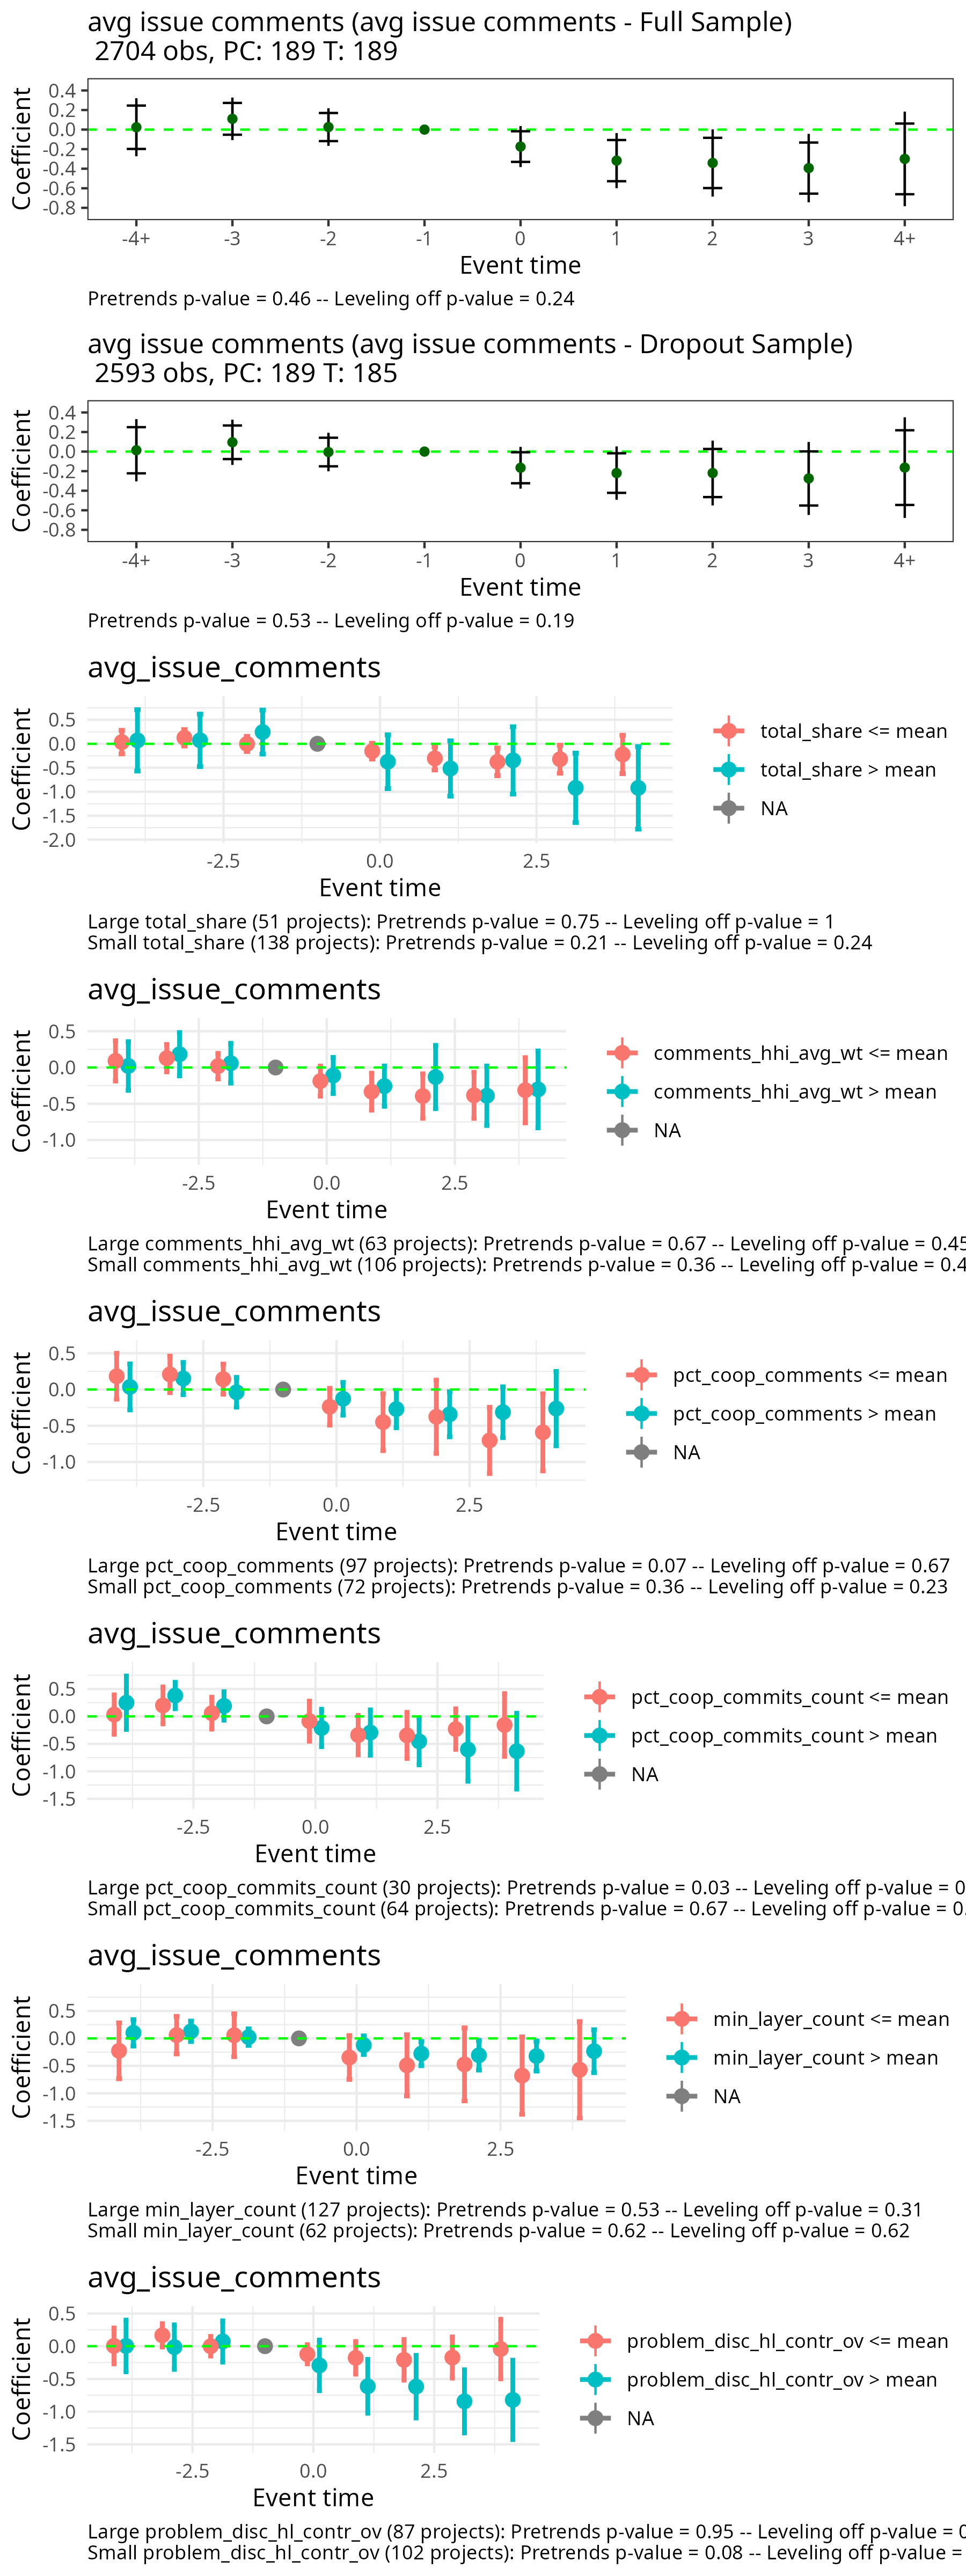 avg issue comments (avg issue comments - Full Sample)
2704 obs, PC: 189 T: 189
Coefficient
0.4
0.2
0.0
-0.2
-0.4
-0.6
-0.8
-4+ -3 -2 -1 0 1 2 3 4+
Event time
Pretrends p-value = 0.46 -- Leveling off p-value = 0.24
avg issue comments (avg issue comments - Dropout Sample)
2593 obs, PC: 189 T: 185
Coefficient
0.4
0.2
0.0
-0.2
-0.4
-0.6
-0.8
-4+ -3 -2 -1 0 1 2 3 4+
Event time
Pretrends p-value = 0.53 -- Leveling off p-value = 0.19
avg_issue_comments
Coefficient
0.5
0.0
-0.5
-1.0
-1.5
-2.0
-2.5 0.0 2.5
Event time
total_share <= mean
total_share > mean
NA
Large total_share (51 projects): Pretrends p-value = 0.75 -- Leveling off p-value = 1
Small total_share (138 projects): Pretrends p-value = 0.21 -- Leveling off p-value = 0.24
avg_issue_comments
Coefficient
0.5
0.0
-0.5
-1.0
-2.5 0.0 2.5
Event time
comments_hhi_avg_wt <= mean
comments_hhi_avg_wt > mean
NA
Large comments_hhi_avg_wt (63 projects): Pretrends p-value = 0.67 -- Leveling off p-value = 0.45
Small comments_hhi_avg_wt (106 projects): Pretrends p-value = 0.36 -- Leveling off p-value = 0.4
avg_issue_comments
Coefficient
0.5
0.0
-0.5
-1.0
-2.5 0.0 2.5
Event time
pct_coop_comments <= mean
pct_coop_comments > mean
NA
Large pct_coop_comments (97 projects): Pretrends p-value = 0.07 -- Leveling off p-value = 0.67
Small pct_coop_comments (72 projects): Pretrends p-value = 0.36 -- Leveling off p-value = 0.23
avg_issue_comments
Coefficient
0.5
0.0
-0.5
-1.0
-1.5
-2.5 0.0 2.5
Event time
pct_coop_commits_count <= mean
pct_coop_commits_count > mean
NA
Large pct_coop_commits_count (30 projects): Pretrends p-value = 0.03 -- Leveling off p-value = 0
Small pct_coop_commits_count (64 projects): Pretrends p-value = 0.67 -- Leveling off p-value = 0.
avg_issue_comments
Coefficient
0.5
0.0
-0.5
-1.0
-1.5
-2.5 0.0 2.5
Event time
min_layer_count <= mean
min_layer_count > mean
NA
Large min_layer_count (127 projects): Pretrends p-value = 0.53 -- Leveling off p-value = 0.31
Small min_layer_count (62 projects): Pretrends p-value = 0.62 -- Leveling off p-value = 0.62
avg_issue_comments
Coefficient
0.5
0.0
-0.5
-1.0
-1.5
-2.5 0.0 2.5
Event time
problem_disc_hl_contr_ov <= mean
problem_disc_hl_contr_ov > mean
NA
Large problem_disc_hl_contr_ov (87 projects): Pretrends p-value = 0.95 -- Leveling off p-value = 0
Small problem_disc_hl_contr_ov (102 projects): Pretrends p-value = 0.08 -- Leveling off p-value =